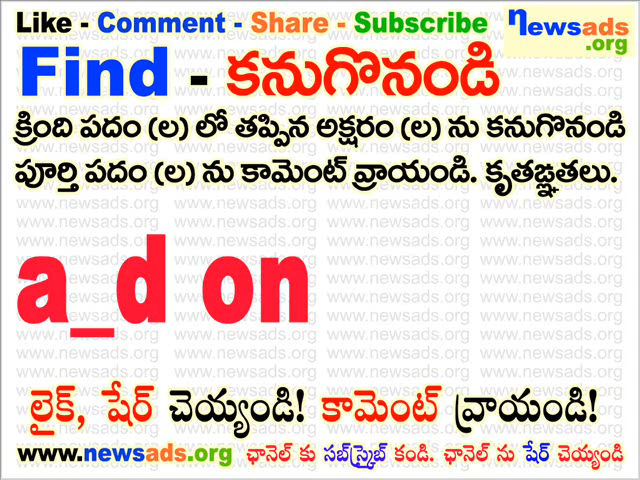 Like - Comment - Share - Subscribe
newsads
.org
Find - కనుగొనండి
క్రింది పదం (ల) లో తప్పిన అక్షరం (ల) ను కనుగొనండి
పూర్తి పదం (ల) ను కామెంట్ వ్రాయండి. కృతజ్ఞతలు.
a_d on
లైక్, షేర్ చెయ్యండి! కామెంట్ వ్రాయండి!
www.newsads.org ఛానెల్ కు సబ్‌స్క్రైబ్ కండి. ఛానెల్ ను షేర్ చెయ్యండి